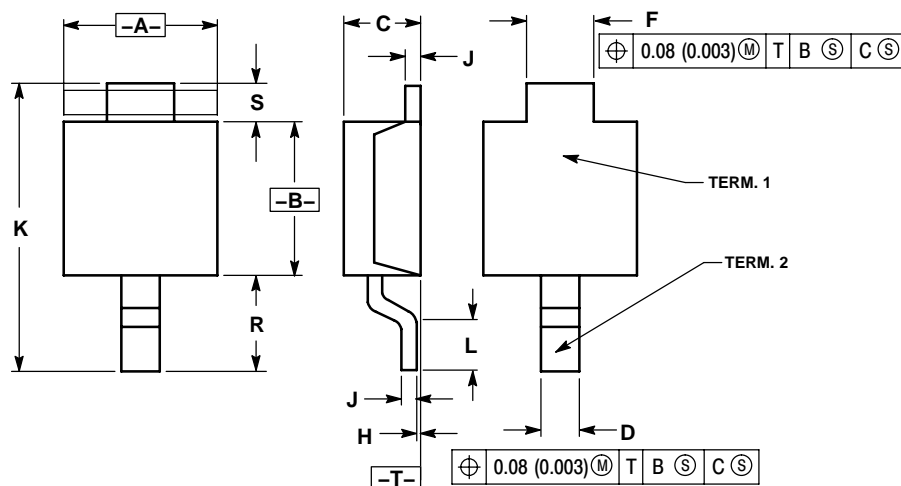 –A–
C
F
⌖ 0.08 (0.003) Ⓜ T B Ⓢ C Ⓢ
J
S
K
–B–
TERM. 1
TERM. 2
R
L
J
H
D
–T–
⌖ 0.08 (0.003) Ⓜ T B Ⓢ C Ⓢ